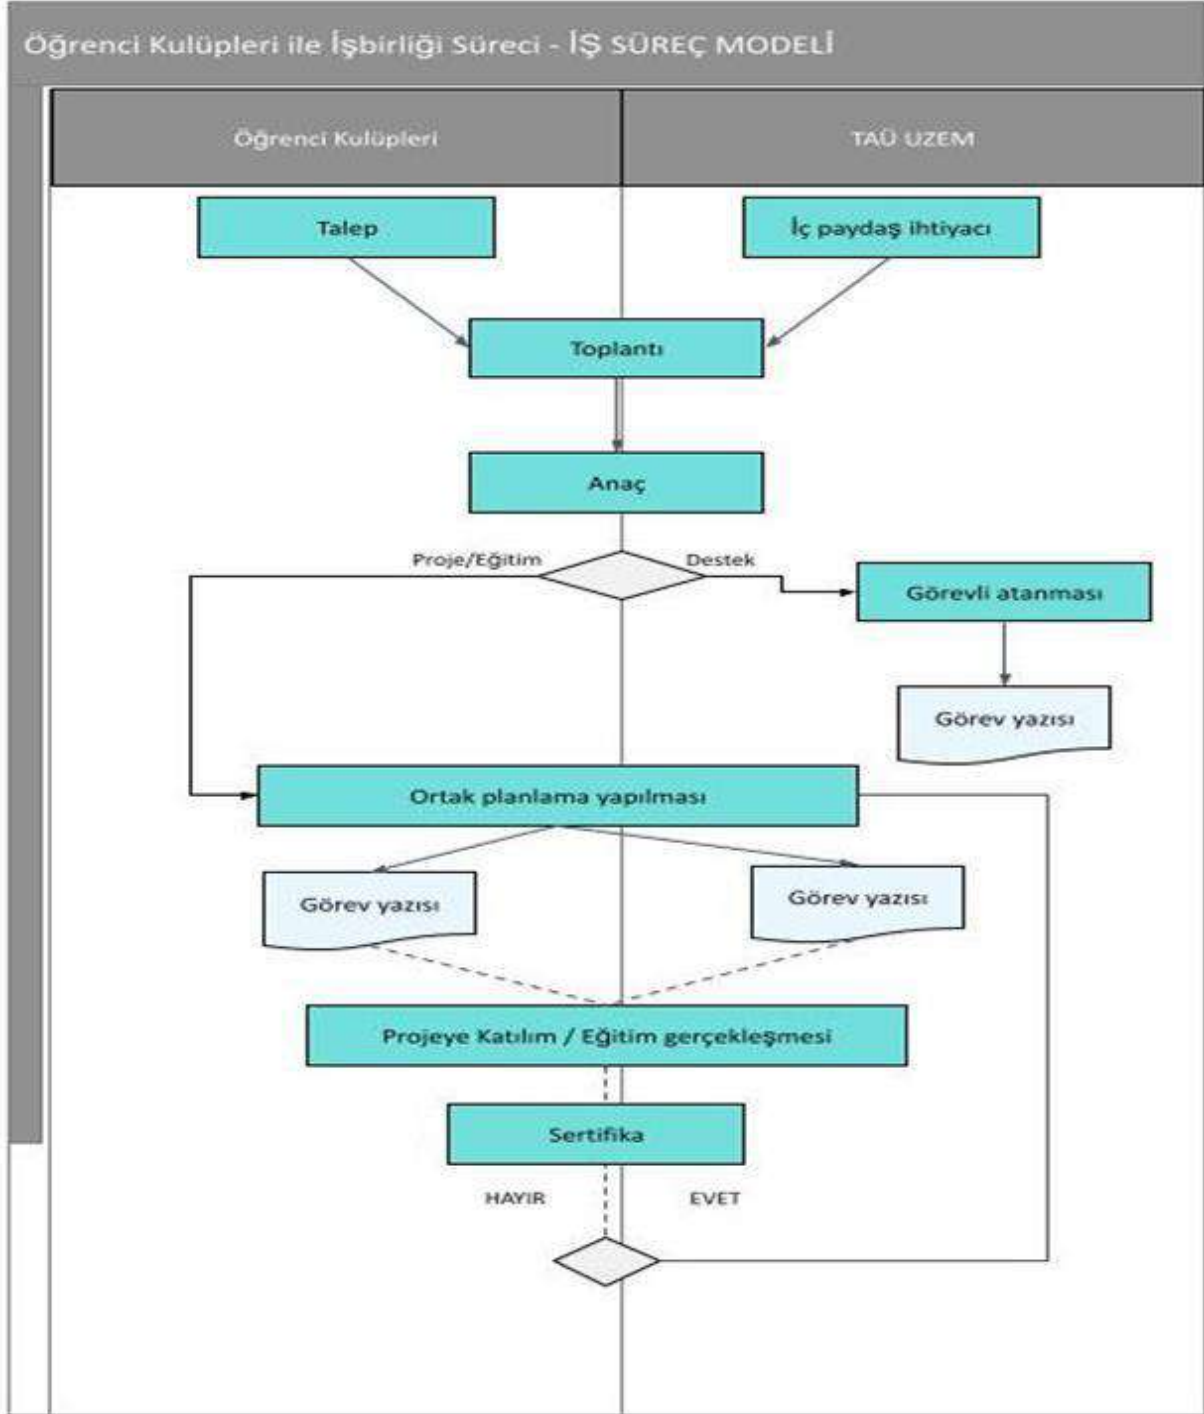 Öğrenci Kulüpleri ile İşbirliği Süreci - İŞ SÜREÇ MODELİ
Öğrenci Kulüpleri
TAÜ UZEM
Talep
İç paydaş ihtiyacı
Toplantı
Anaç
Proje/Eğitim
Destek
Görevli atanması
Görev yazısı
Ortak planlama yapılması
Görev yazısı
Görev yazısı
Projeye Katılım / Eğitim gerçekleşmesi
Sertifika
HAYIR
EVET